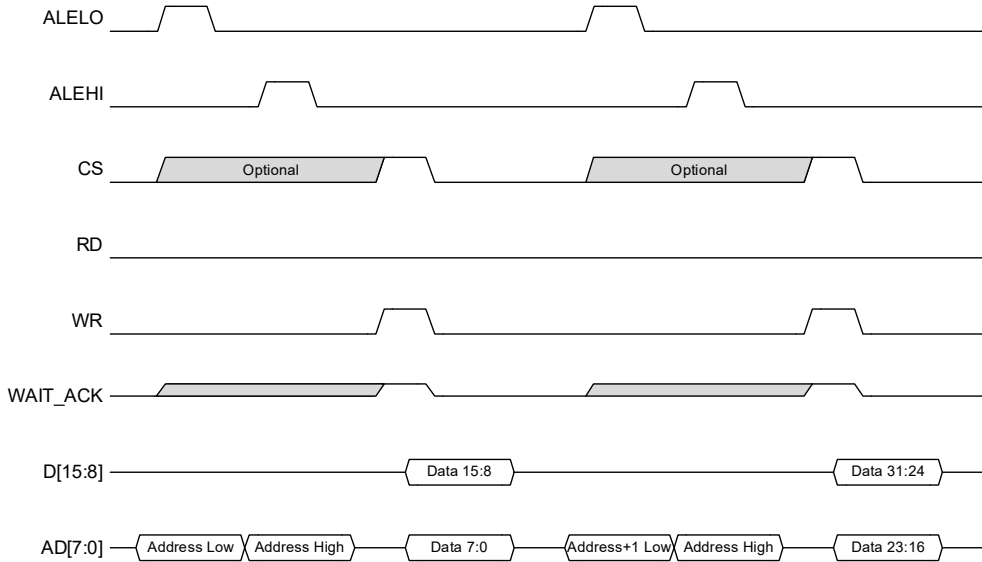 ALELO
ALEHI
CS Optional Optional
RD
WR
WAIT_ACK
D[15:8] Data 15:8 Data 31:24
AD[7:0] Address Low Address High Data 7:0 Address+1 Low Address High Data 23:16